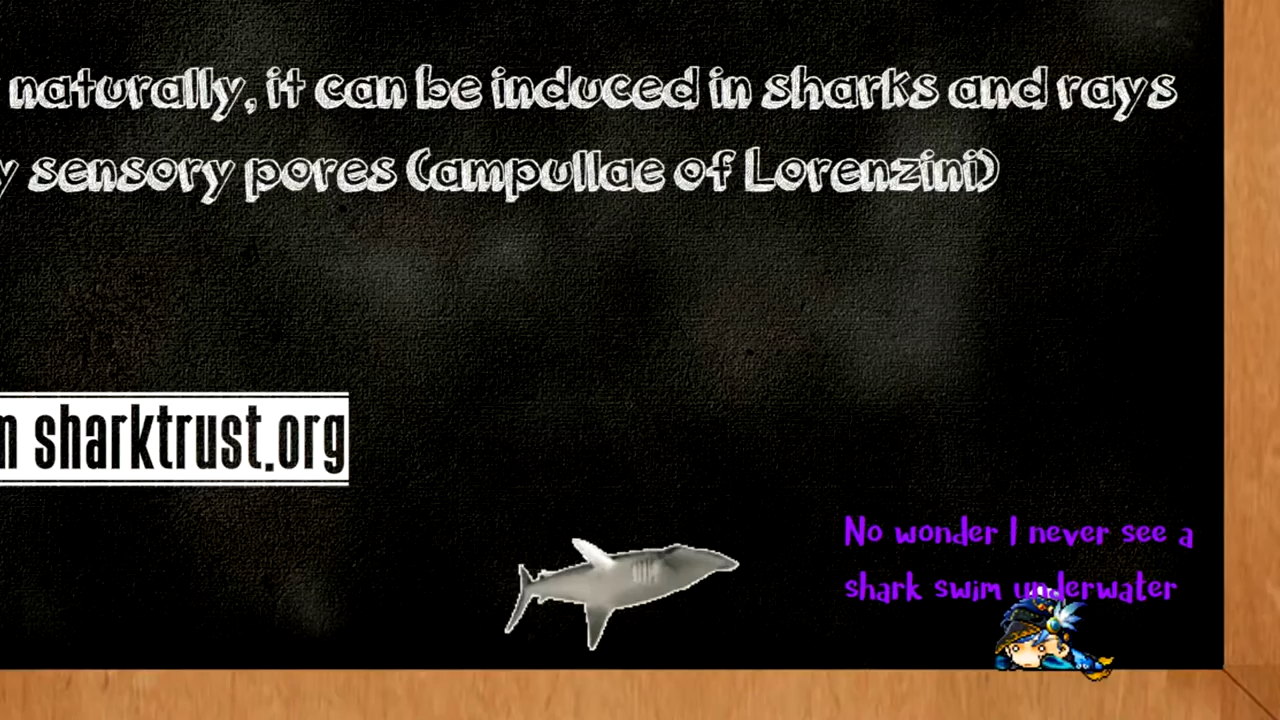 naturally, it can be induced in sharks and rays
sensory pores (ampullae of Lorenzini)
sharktrust.org
No wonder I never see a
shark swim underwater